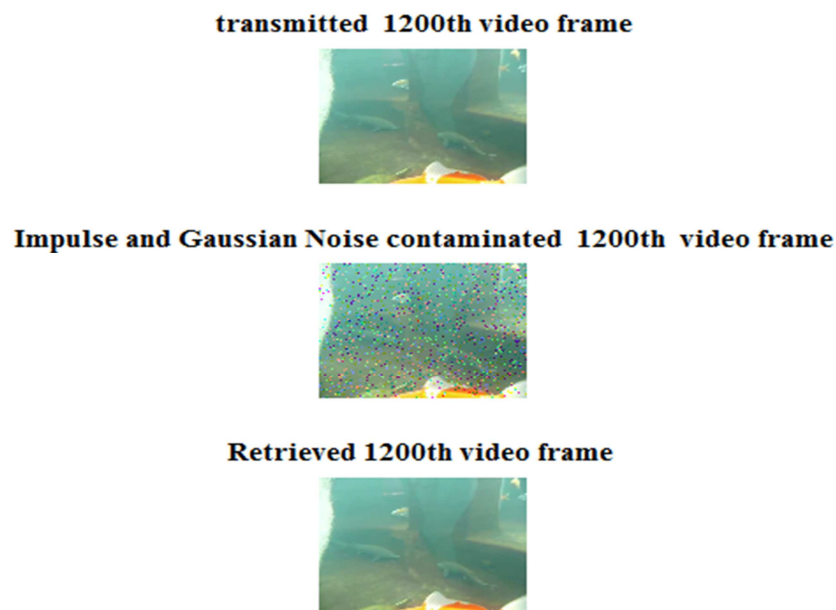 transmitted 1200th video frame
Impulse and Gaussian Noise contaminated 1200th video frame
Retrieved 1200th video frame